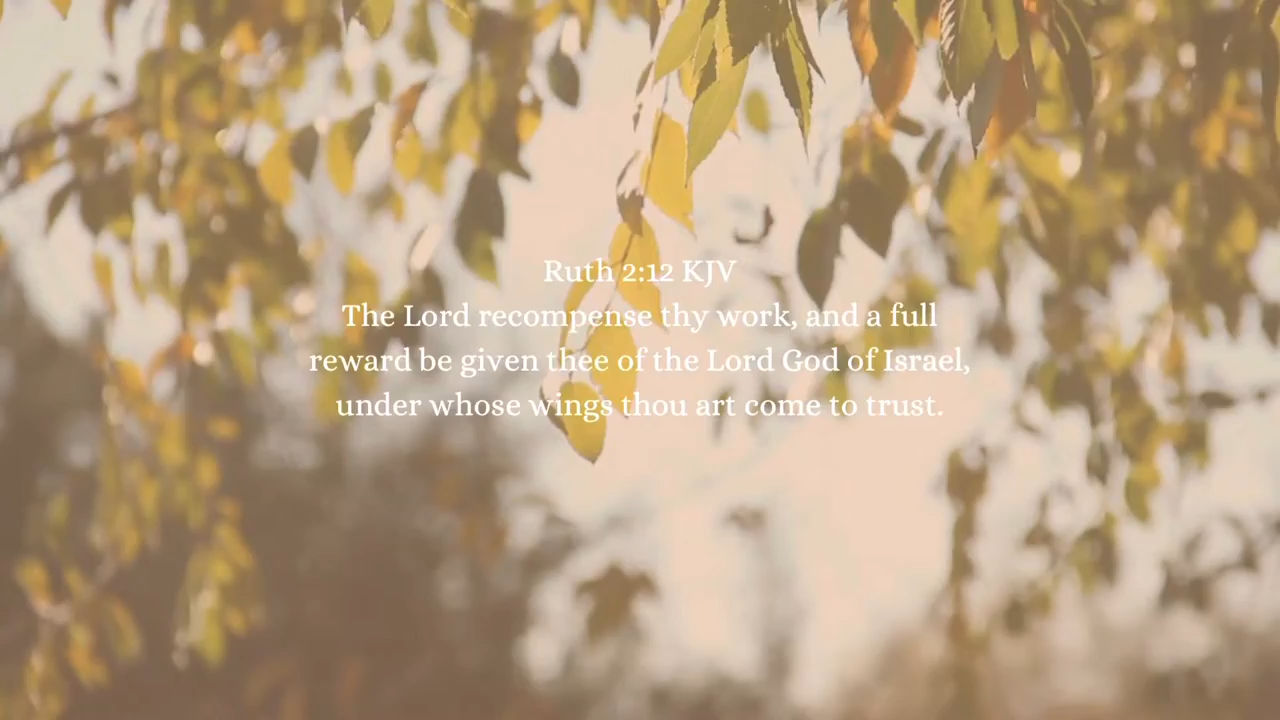 Ruth 2:12 KJV
The Lord recompense thy work, and a full
reward be given thee of the Lord God of Israel,
under whose wings thou art come to trust.